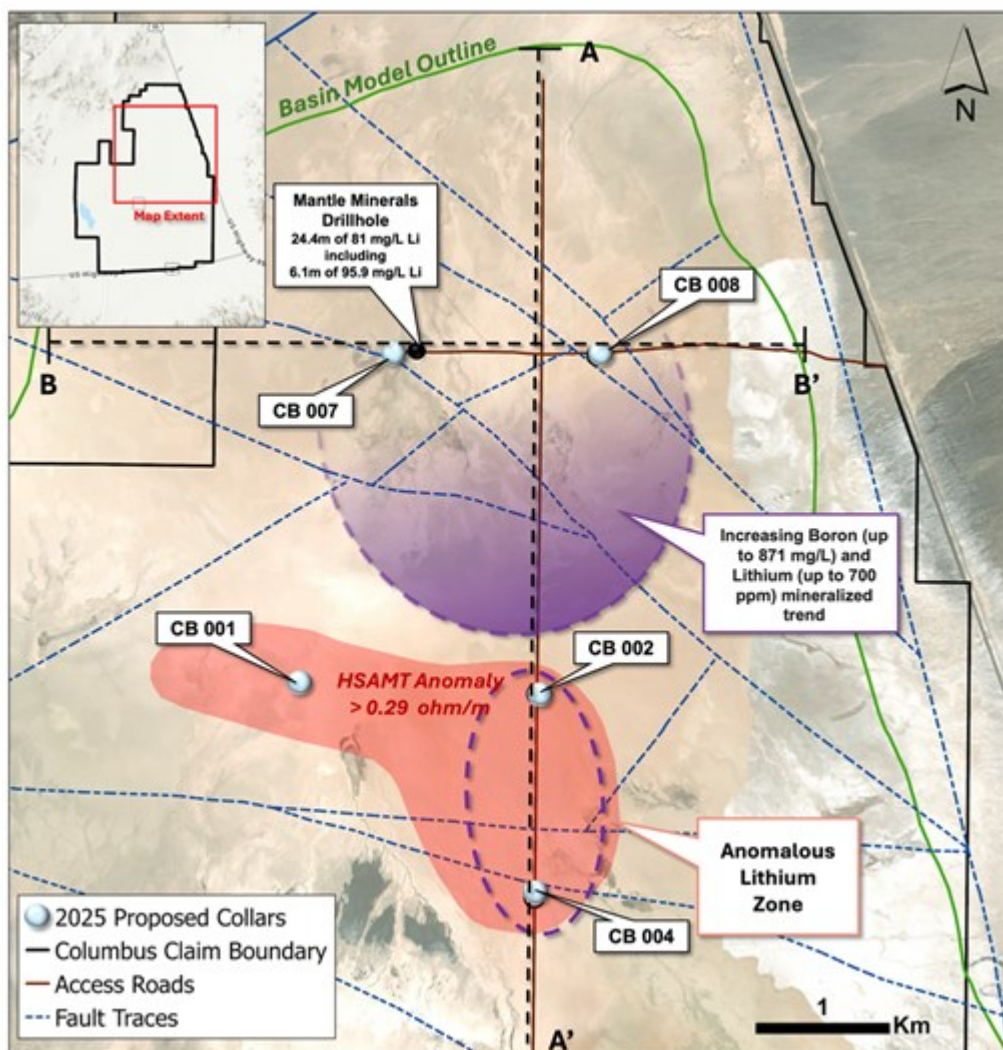 Basin Model Outline
A
N
Map Extent
US Highway
Mantle Minerals
Drillhole
24.4m of 81 mg/L Li
including
6.1m of 95.9 mg/L Li
CB 008
B
B'
CB 007
Increasing Boron (up
to 871 mg/L) and
Lithium (up to 700
ppm) mineralized
trend
CB 001
CB 002
HSAMT Anomaly
> 0.29 ohm/m
Anomalous
Lithium
Zone
CB 004
2025 Proposed Collars
Columbus Claim Boundary
Access Roads
Fault Traces
1
Km
A'